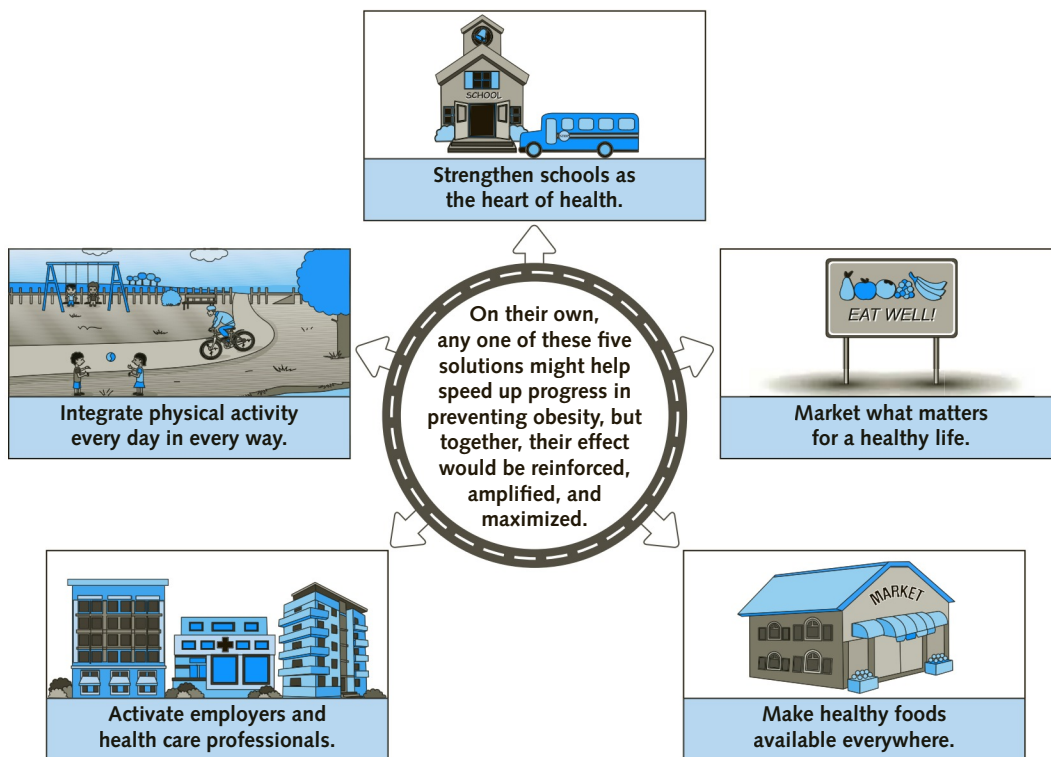 SCHOOL
Strengthen schools as
the heart of health.
Integrate physical activity
every day in every way.
On their own,
any one of these five
solutions might help
speed up progress in
preventing obesity, but
together, their effect
would be reinforced,
amplified, and
maximized.
EAT WELL!
Market what matters
for a healthy life.
Activate employers and
health care professionals.
MARKET
Make healthy foods
available everywhere.